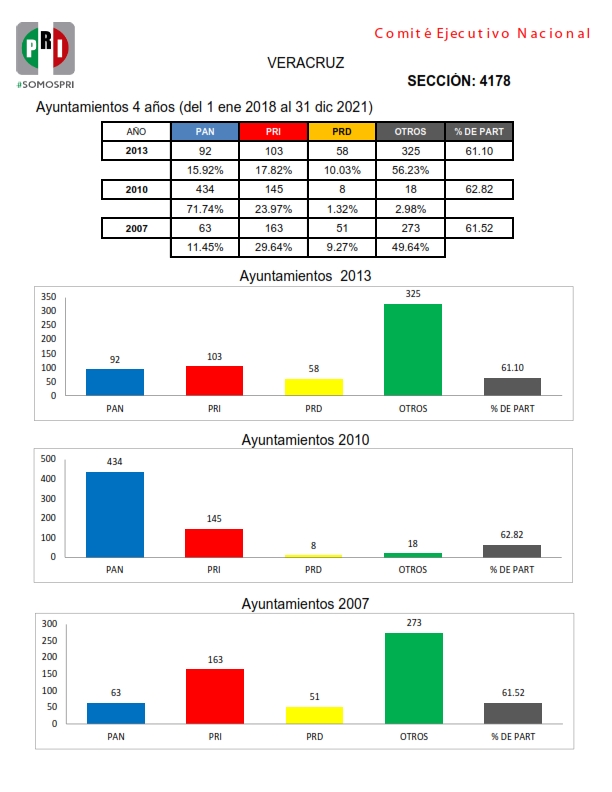 Comité Ejecutivo Nacional
PRI
#SOMOSPRI
VERACRUZ
SECCIÓN: 4178
Ayuntamientos 4 años (del 1 ene 2018 al 31 dic 2021)
AÑO PAN PRI PRD OTROS % DE PART
2013 92 103 58 325 61.10
15.92% 17.82% 10.03% 56.23%
2010 434 145 8 18 62.82
71.74% 23.97% 1.32% 2.98%
2007 63 163 51 273 61.52
11.45% 29.64% 9.27% 49.64%
Ayuntamientos 2013
350
300
250
200
150
100
50
0
92 103 58 325 61.10
PAN PRI PRD OTROS % DE PART
Ayuntamientos 2010
500
400
300
200
100
0
434 145 8 18 62.82
PAN PRI PRD OTROS % DE PART
Ayuntamientos 2007
300
250
200
150
100
50
0
63 163 51 273 61.52
PAN PRI PRD OTROS % DE PART